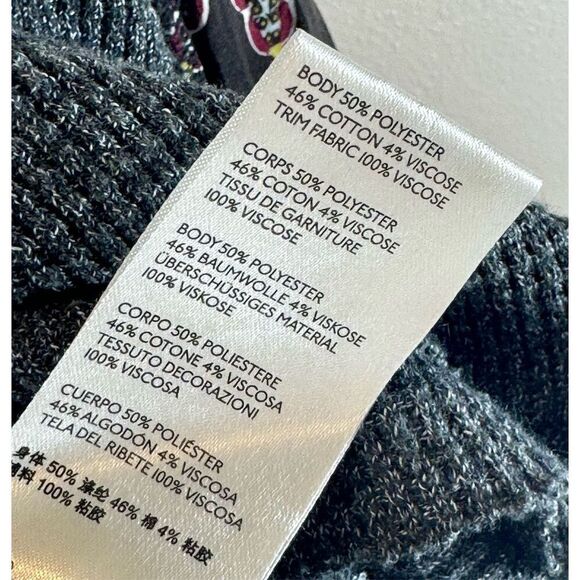 BODY 50% POLYESTER
46% COTTON 4% VISCOSE
TRIM FABRIC 100% VISCOSE
CORPS 50% POLYESTER
46% COTON 4% VISCOSE
TISSU DE GARNITURE
100% VISCOSE
BODY 50% POLYESTER
46% BAUMWOLLE 4% VISKOSE
ÜBERSCHÜSSIGES MATERIAL
100% VISKOSE
CORPO 50% POLIESTERE
46% COTONE 4% VISCOSA
TESSUTO DECORAZIONI
100% VISCOSA
CUERPO 50% POLIÉSTER
46% ALGODÓN 4% VISCOSA
TELA DEL RIBETE 100% VISCOSA
身体 50% 涤纶 46% 棉 4% 粘胶
辅料 100% 粘胶